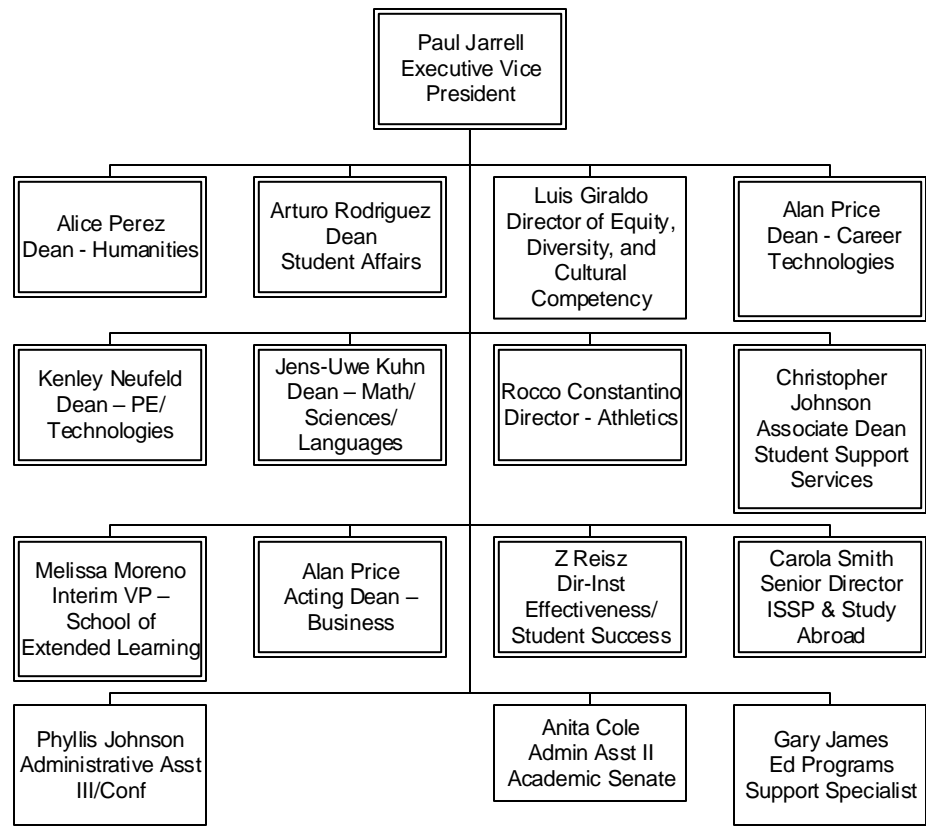 Paul Jarrell
Executive Vice
President
Alice Perez
Dean - Humanities
Arturo Rodriguez
Dean
Student Affairs
Luis Giraldo
Director of Equity,
Diversity, and
Cultural
Competency
Alan Price
Dean - Career
Technologies
Kenley Neufeld
Dean – PE/
Technologies
Jens-Uwe Kuhn
Dean – Math/
Sciences/
Languages
Rocco Constantino
Director - Athletics
Christopher
Johnson
Associate Dean
Student Support
Services
Melissa Moreno
Interim VP –
School of
Extended Learning
Alan Price
Acting Dean –
Business
Z Reisz
Dir-Inst
Effectiveness/
Student Success
Carola Smith
Senior Director
ISSP & Study
Abroad
Phyllis Johnson
Administrative Asst
III/Conf
Anita Cole
Admin Asst II
Academic Senate
Gary James
Ed Programs
Support Specialist